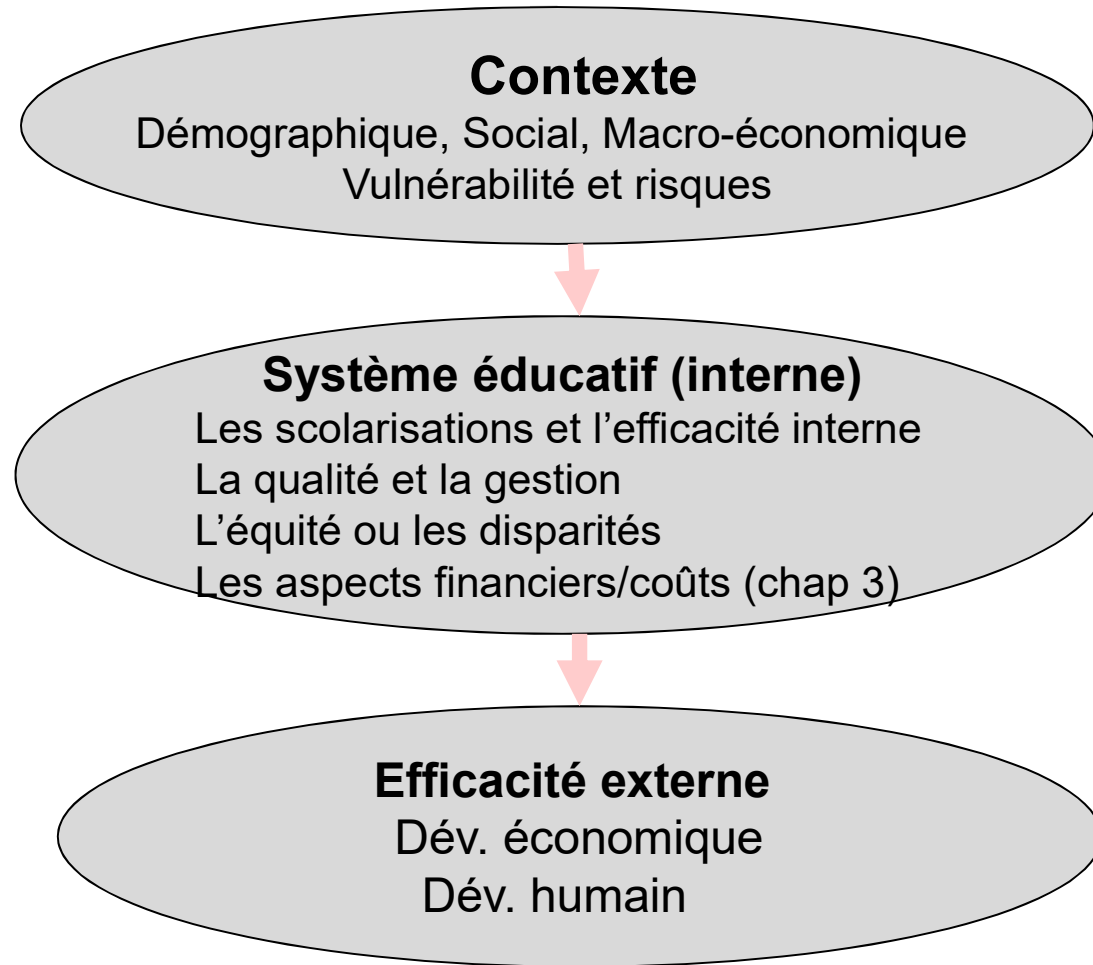 Contexte
Démographique, Social, Macro-économique
Vulnérabilité et risques
Système éducatif (interne)
Les scolarisations et l’efficacité interne
La qualité et la gestion
L’équité ou les disparités
Les aspects financiers/coûts (chap 3)
Efficacité externe
Dév. économique
Dév. humain